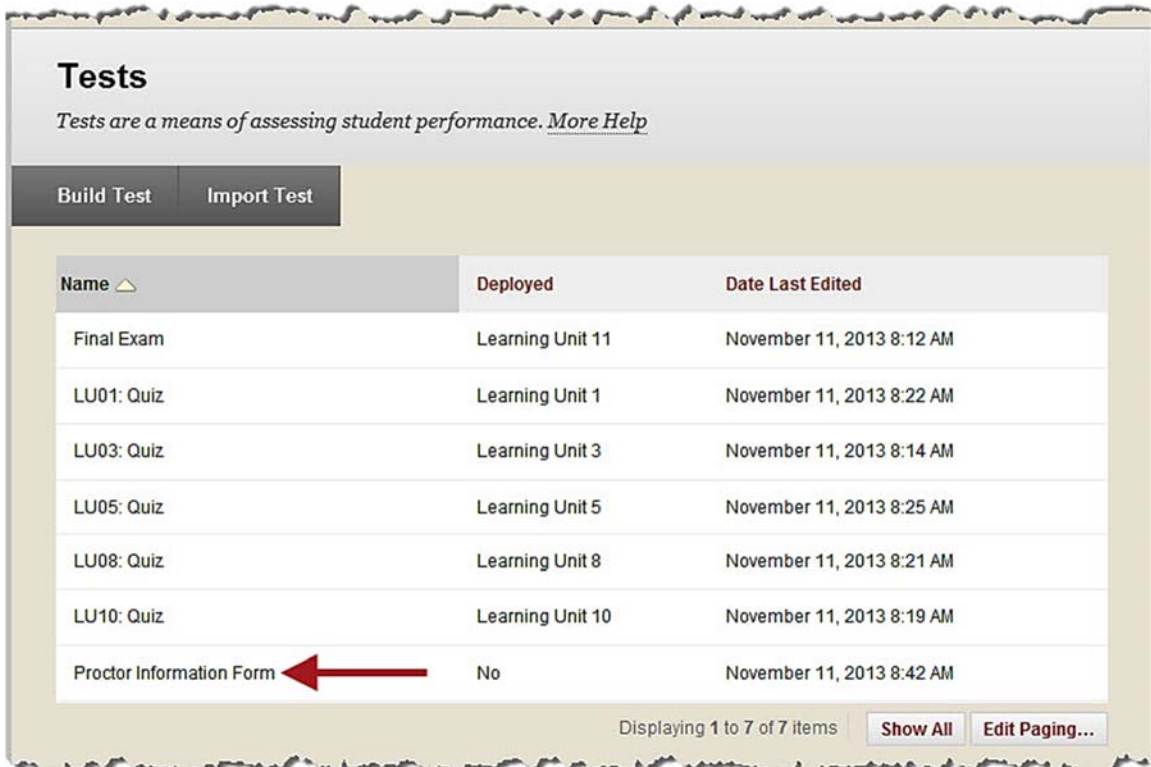 Tests
Tests are a means of assessing student performance. More Help
Build Test Import Test
Name Deployed Date Last Edited
Final Exam Learning Unit 11 November 11, 2013 8:12 AM
LU01: Quiz Learning Unit 1 November 11, 2013 8:22 AM
LU03: Quiz Learning Unit 3 November 11, 2013 8:14 AM
LU05: Quiz Learning Unit 5 November 11, 2013 8:25 AM
LU08: Quiz Learning Unit 8 November 11, 2013 8:21 AM
LU10: Quiz Learning Unit 10 November 11, 2013 8:19 AM
Proctor Information Form No November 11, 2013 8:42 AM
Displaying 1 to 7 of 7 items Show All Edit Paging...